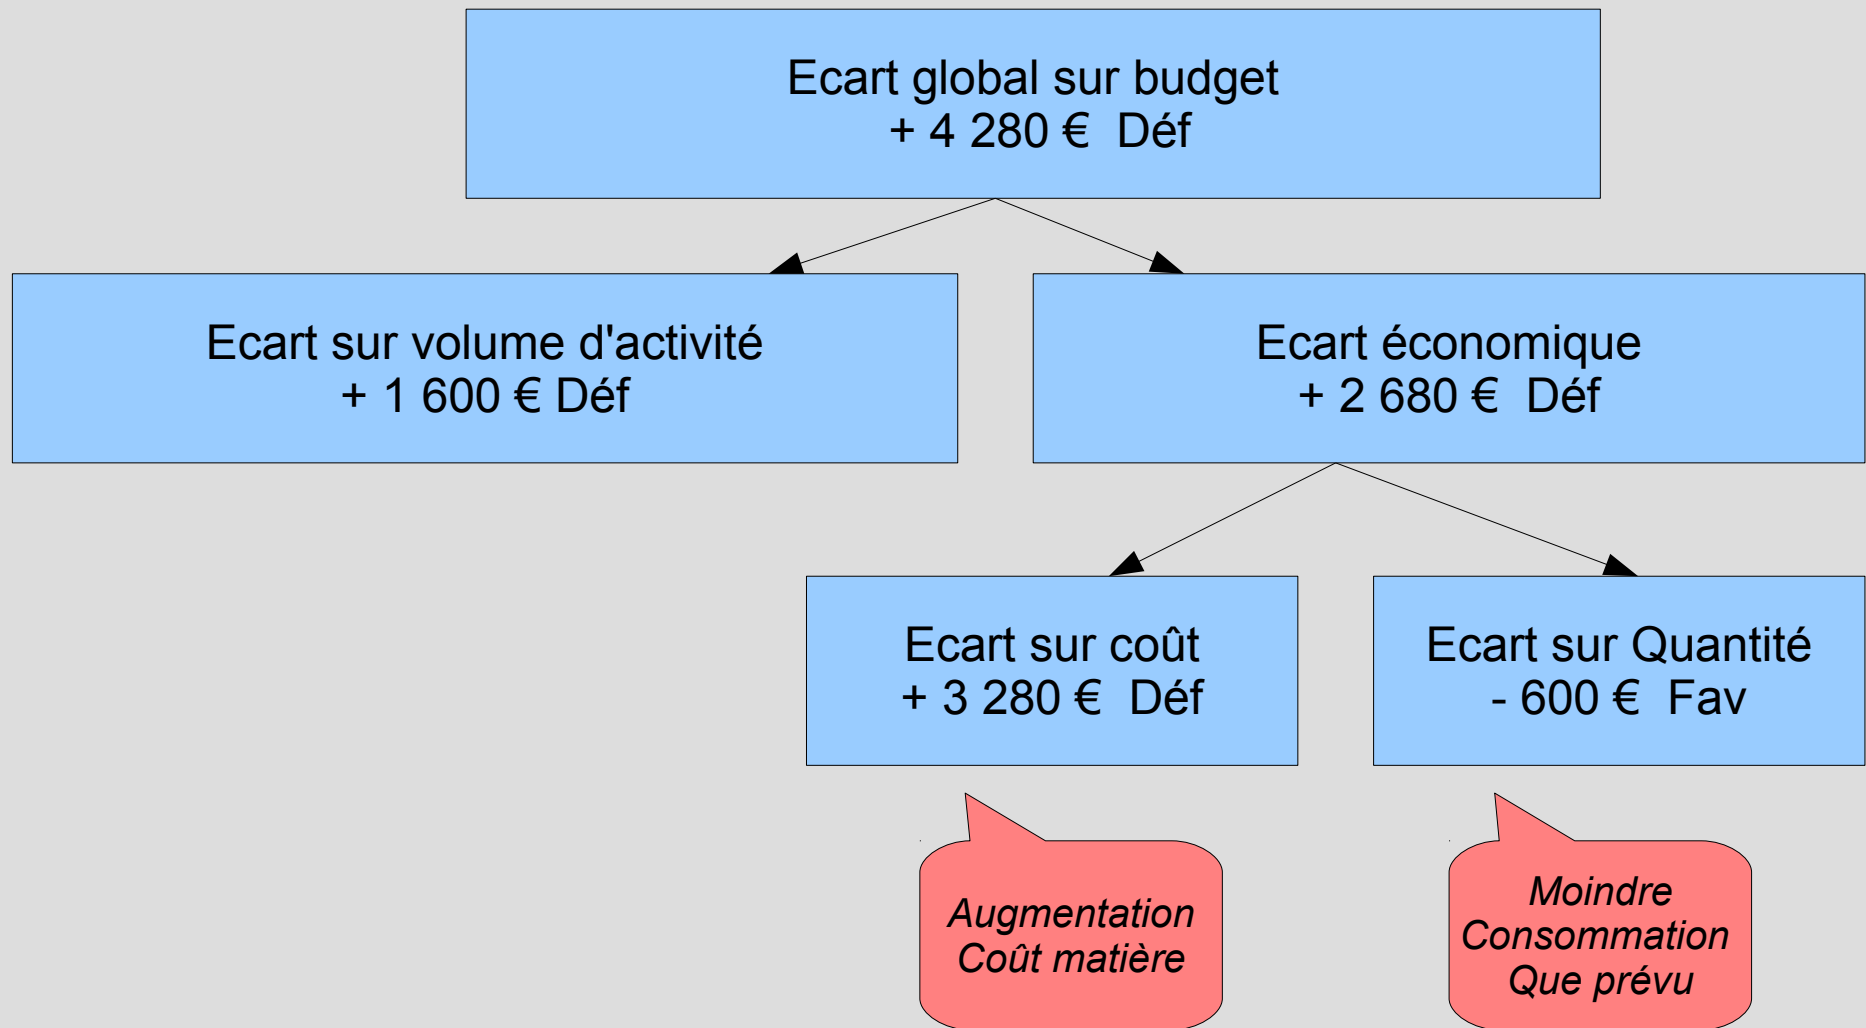 Ecart global sur budget
+ 4 280 €  Déf
Ecart sur volume d'activité
+ 1 600 € Déf
Ecart économique
+ 2 680 €  Déf
Ecart sur coût
+ 3 280 €  Déf
Ecart sur Quantité
- 600 €  Fav
Augmentation
Coût matière
Moindre
Consommation
Que prévu